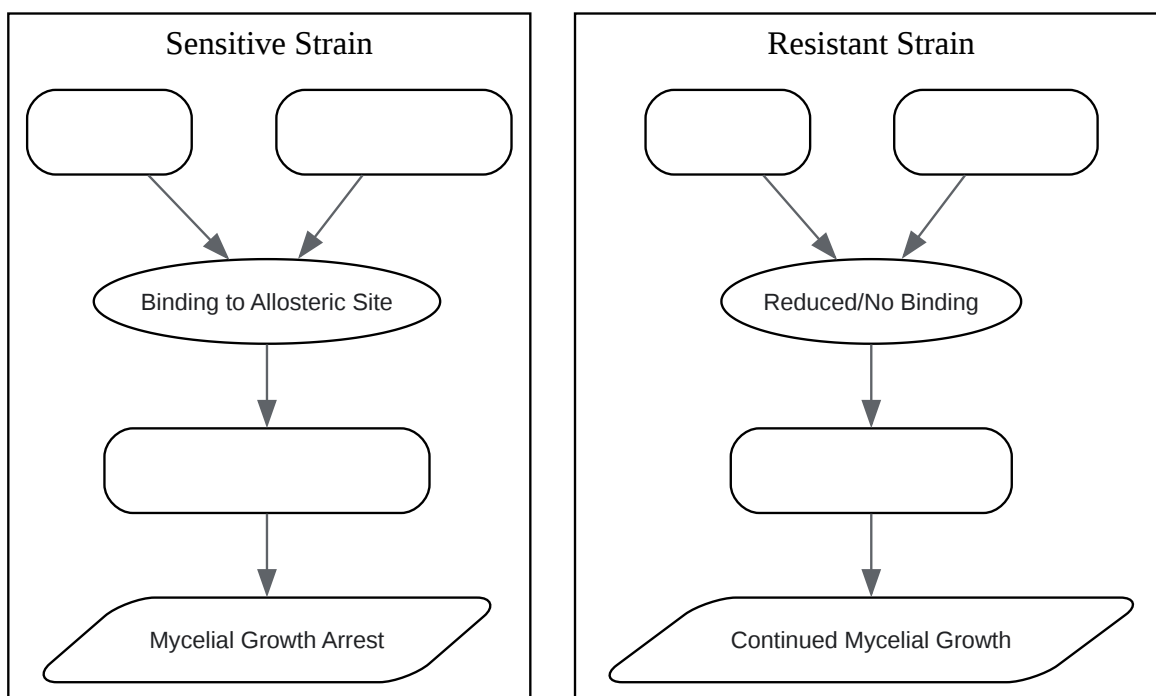 Sensitive Strain
Binding to Allosteric Site
Mycelial Growth Arrest
Resistant Strain
Reduced/No Binding
Continued Mycelial Growth